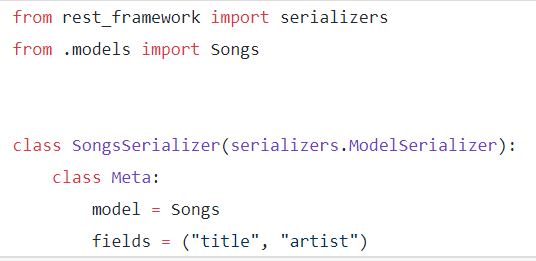 from rest_framework import serializers
from .models import Songs
class SongsSerializer(serializers.ModelSerializer):
    class Meta:
        model = Songs
        fields = ("title", "artist")